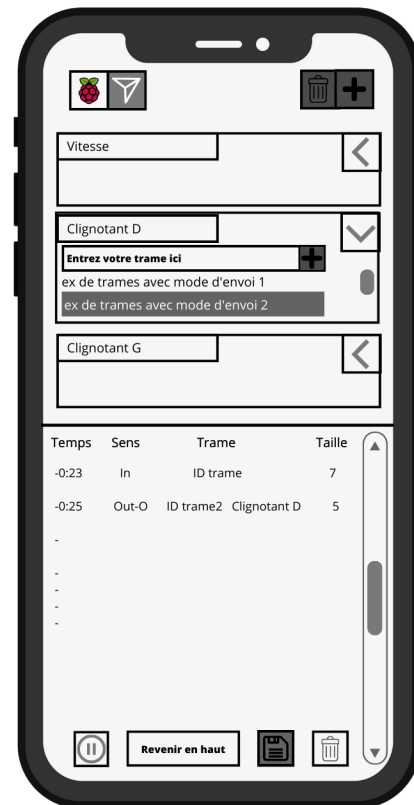 Vitesse
Clignotant D
Entrez votre trame ici
ex de trames avec mode d'envoi 1
ex de trames avec mode d'envoi 2
Clignotant G
Temps Sens Trame Taille
-0:23 In ID trame 7
-0:25 Out-O ID trame2 Clignotant D 5
-
-
-
-
-
Revenir en haut